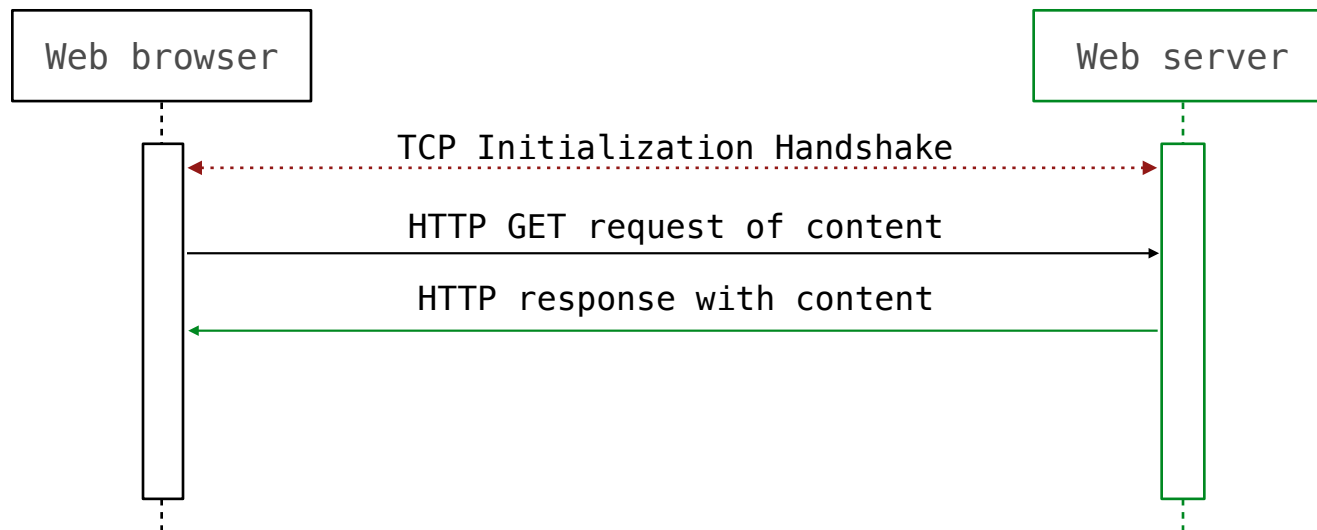 Web browser
Web server
TCP Initialization Handshake
HTTP GET request of content
HTTP response with content